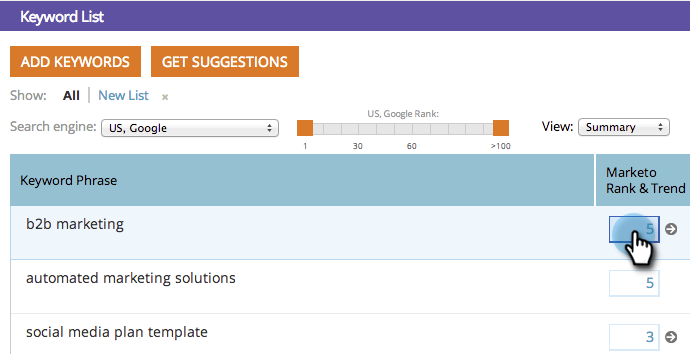 Keyword List
ADD KEYWORDS GET SUGGESTIONS
Show: All New List ×
US, Google Rank:
Search engine: US, Google View: Summary
1 30 60 >100
Keyword Phrase Marketo Rank & Trend
b2b marketing 5
automated marketing solutions 5
social media plan template 3